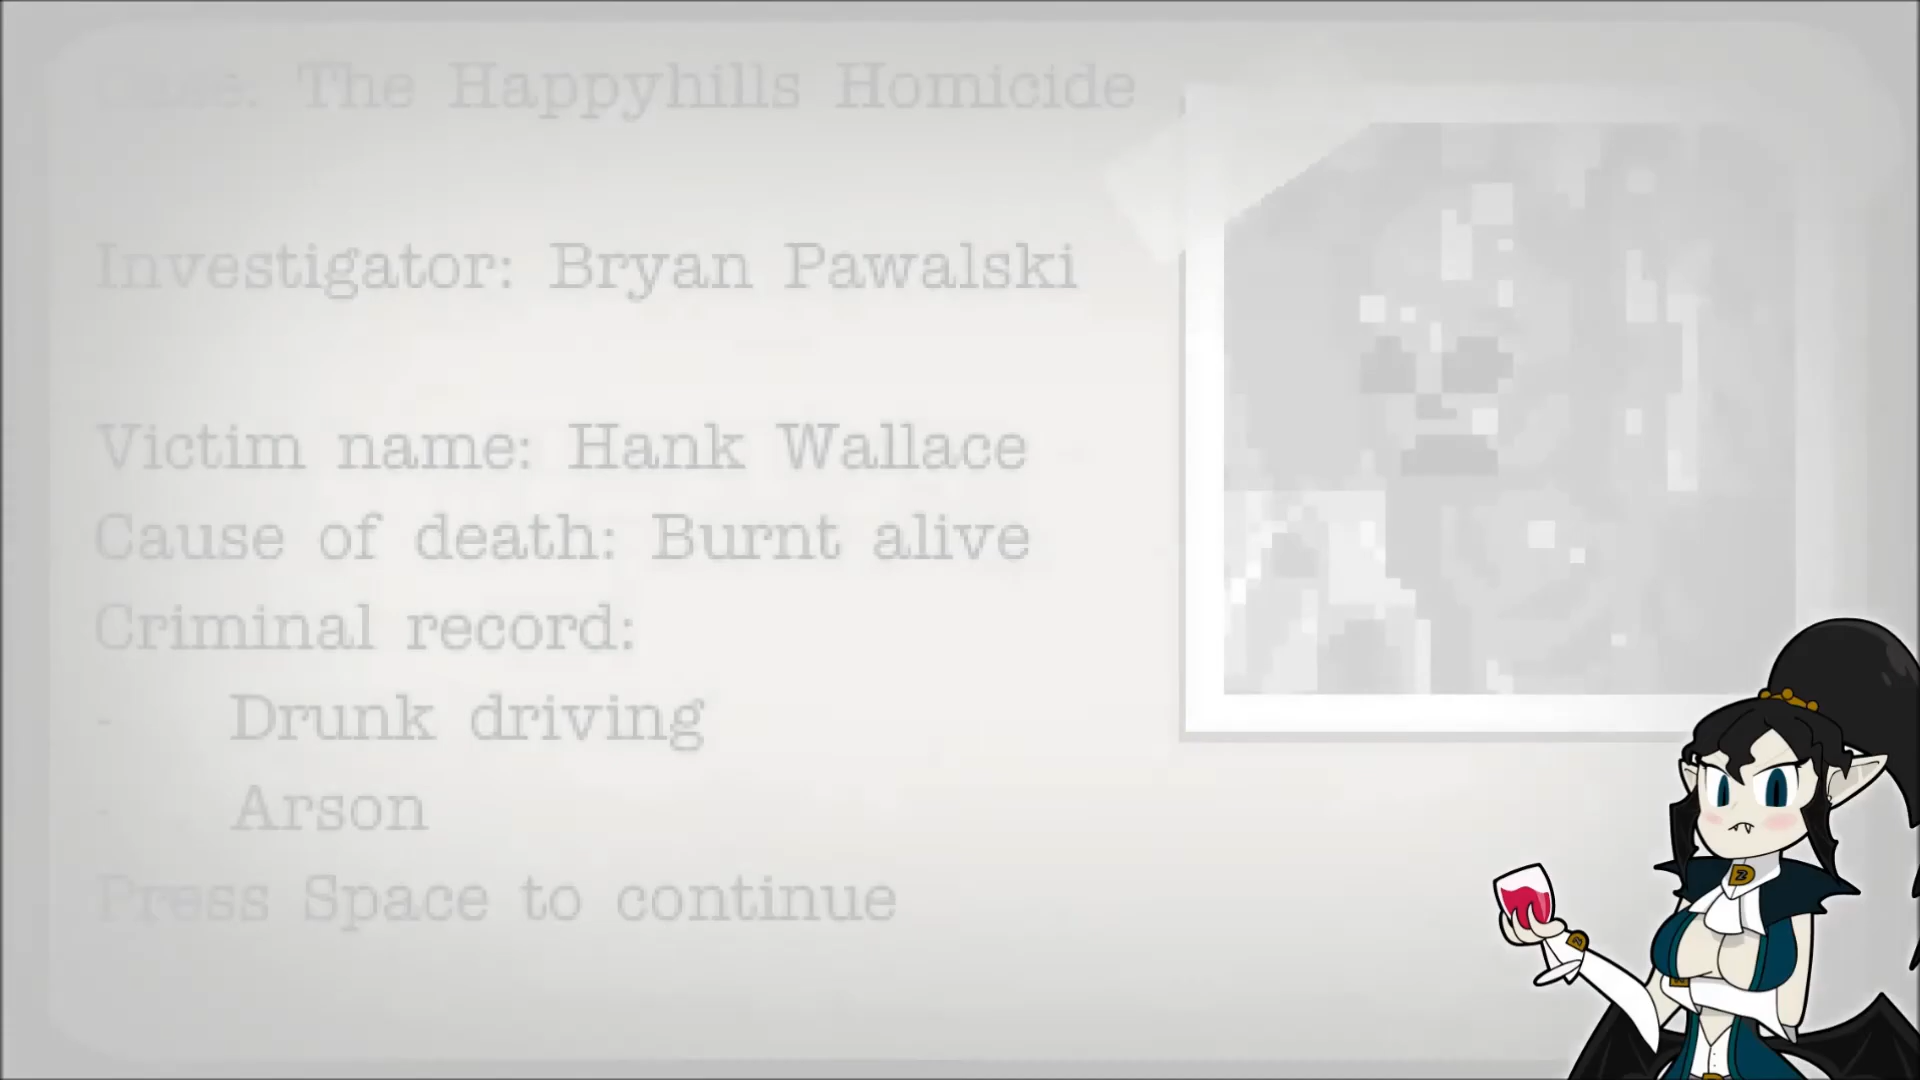 Case: The Happyhills Homicide
Investigator: Bryan Pawalski
Victim name: Hank Wallace
Cause of death: Burnt alive
Criminal record:
- Drunk driving
- Arson
Press Space to continue